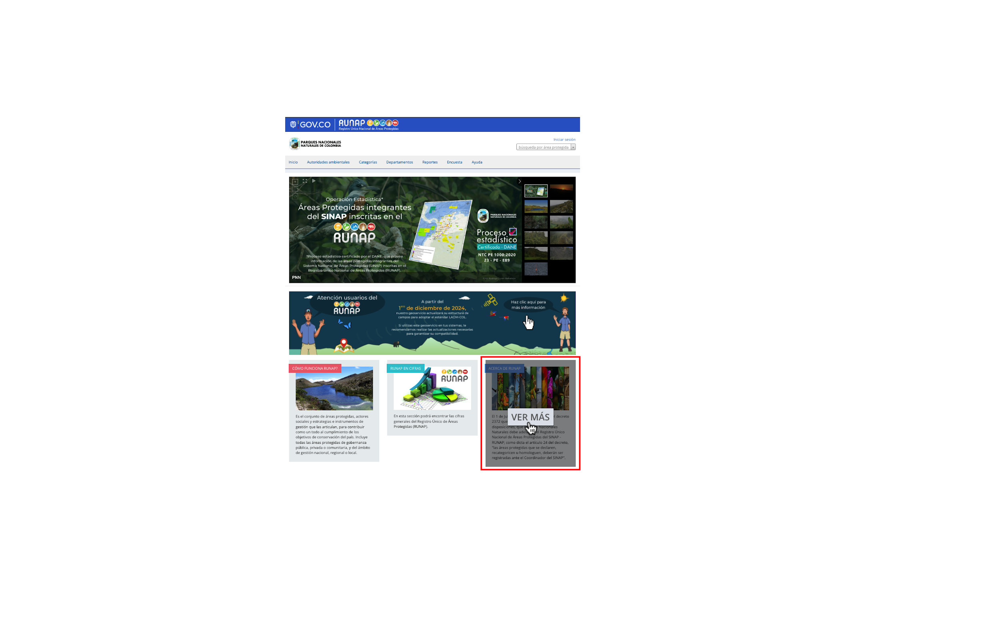 GOV.CO
RUNAP
Registro Único Nacional de Áreas Protegidas
PARQUES NACIONALES
NATURALES DE COLOMBIA
Iniciar sesión
búsqueda por área protegida
Inicio Autoridades ambientales Categorías Departamentos Reportes Encuesta Ayuda
Operación Estadística*
Áreas Protegidas integrantes
del SINAP inscritas en el
RUNAP
*Proceso estadístico certificado por el DANE, que provee
información de las áreas protegidas integrantes del
Sistema Nacional de Áreas Protegidas (SINAP) inscritas en el
Registro Único Nacional de Áreas Protegidas (RUNAP).
PARQUES NACIONALES
NATURALES DE COLOMBIA
Proceso
estadístico
Certificado - DANE
NTC PE 1000:2020
23 - PE - E89
PNN
Atención usuarios del
RUNAP
A partir del
1ero de diciembre de 2024,
nuestro geoservicio actualizará su estructura de
campos para adoptar el estándar LADM-COL.
Si utilizas este geoservicio en tus sistemas, te
recomendamos realizar las actualizaciones necesarias
para garantizar su compatibilidad.
Haz clic aquí para
más información
CÓMO FUNCIONA RUNAP?
Es el conjunto de áreas protegidas, actores
sociales y estrategias e instrumentos de
gestión que las articulan, para contribuir
como un todo al cumplimiento de los
objetivos de conservación del país. Incluye
todas las áreas protegidas de gobernanza
pública, privada o comunitaria, y del ámbito
de gestión nacional, regional o local.
RUNAP EN CIFRAS
RUNAP
En esta sección podrá encontrar las cifras
generales del Registro Único de Áreas
Protegidas (RUNAP).
ACERCA DE RUNAP
VER MÁS
El 1 de decreto
2372 que
disposiciones, que Nacionales
Naturales debe el Registro Único
Nacional de Áreas Protegidas del SINAP -
RUNAP; como dicta el artículo 24 del decreto,
"las áreas protegidas que se declaren,
recategoricen u homologuen, deberán ser
registradas ante el Coordinador del SINAP".